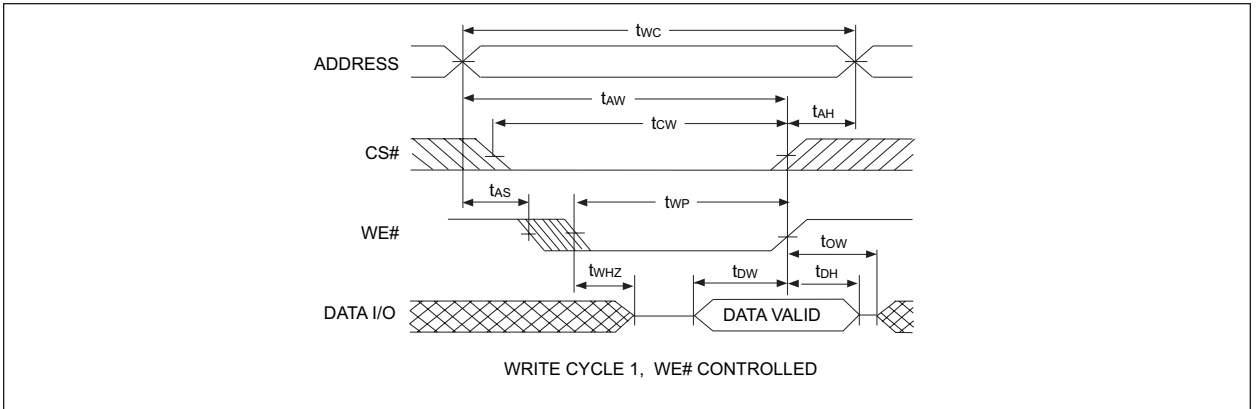 tWC
ADDRESS
tAW
tAH
tCW
CS#
tAS
tWP
WE#
tOW
tWHZ
tDW
tDH
DATA I/O
DATA VALID
WRITE CYCLE 1, WE# CONTROLLED